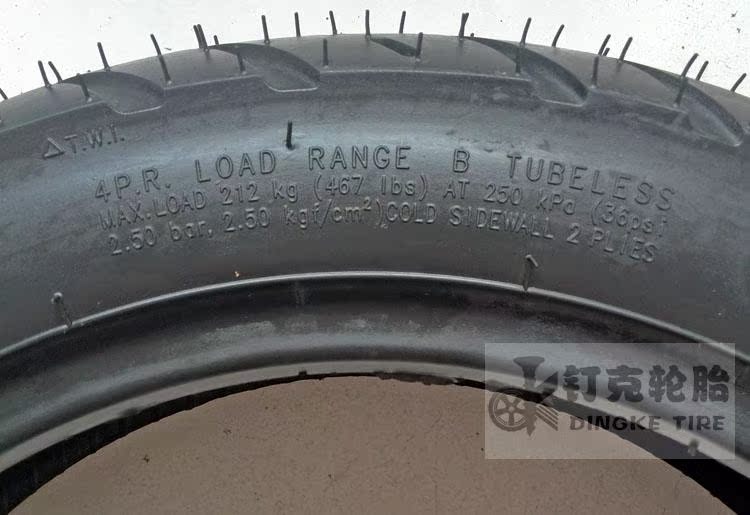 △T.W.I.
4P.R. LOAD RANGE B TUBELESS
MAX.LOAD 212 kg (467 lbs) AT 250 kPa (36psi
2.50 bar, 2.50 kgf/cm²)COLD SIDEWALL 2 PLIES
钉克轮胎
DINGKE TIRE